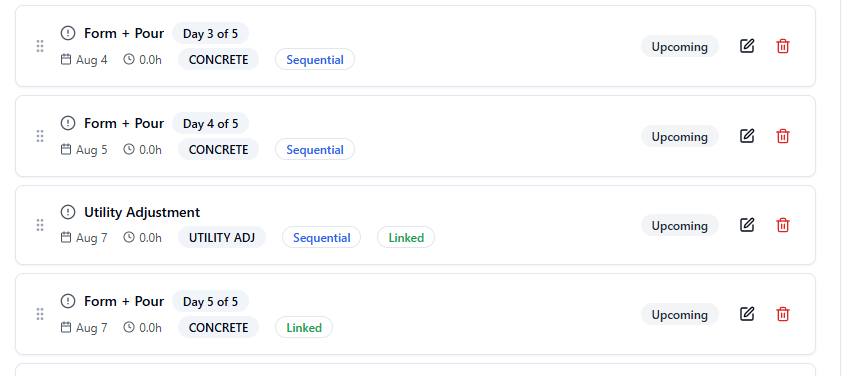 Form + Pour Day 3 of 5
Aug 4 0.0h CONCRETE Sequential
Upcoming
Form + Pour Day 4 of 5
Aug 5 0.0h CONCRETE Sequential
Upcoming
Utility Adjustment
Aug 7 0.0h UTILITY ADJ Sequential Linked
Upcoming
Form + Pour Day 5 of 5
Aug 7 0.0h CONCRETE Linked
Upcoming